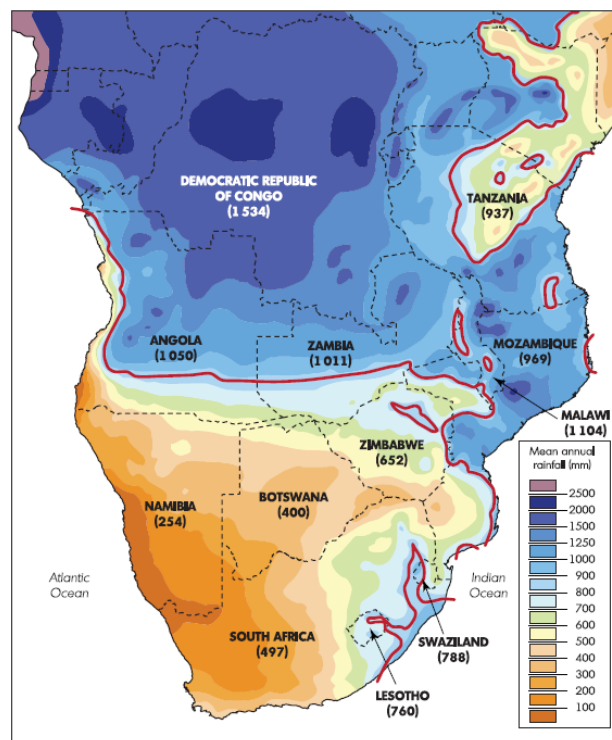 DEMOCRATIC REPUBLIC
OF CONGO
(1 534)
TANZANIA
(937)
ANGOLA
(1 050)
ZAMBIA
(1 011)
MOZAMBIQUE
(969)
MALAWI
(1 104)
ZIMBABWE
(652)
BOTSWANA
(400)
NAMIBIA
(254)
Atlantic
Ocean
Indian
Ocean
SOUTH AFRICA
(497)
SWAZILAND
(788)
LESOTHO
(760)
Mean annual
rainfall (mm)
2500
2000
1500
1250
1000
900
800
700
600
500
400
300
200
100